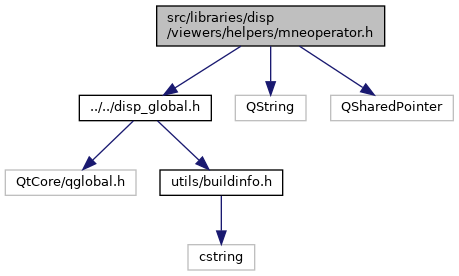 src/libraries/disp
/viewers/helpers/mneoperator.h
../../disp_global.h
QString
QSharedPointer
QtCore/qglobal.h
utils/buildinfo.h
cstring